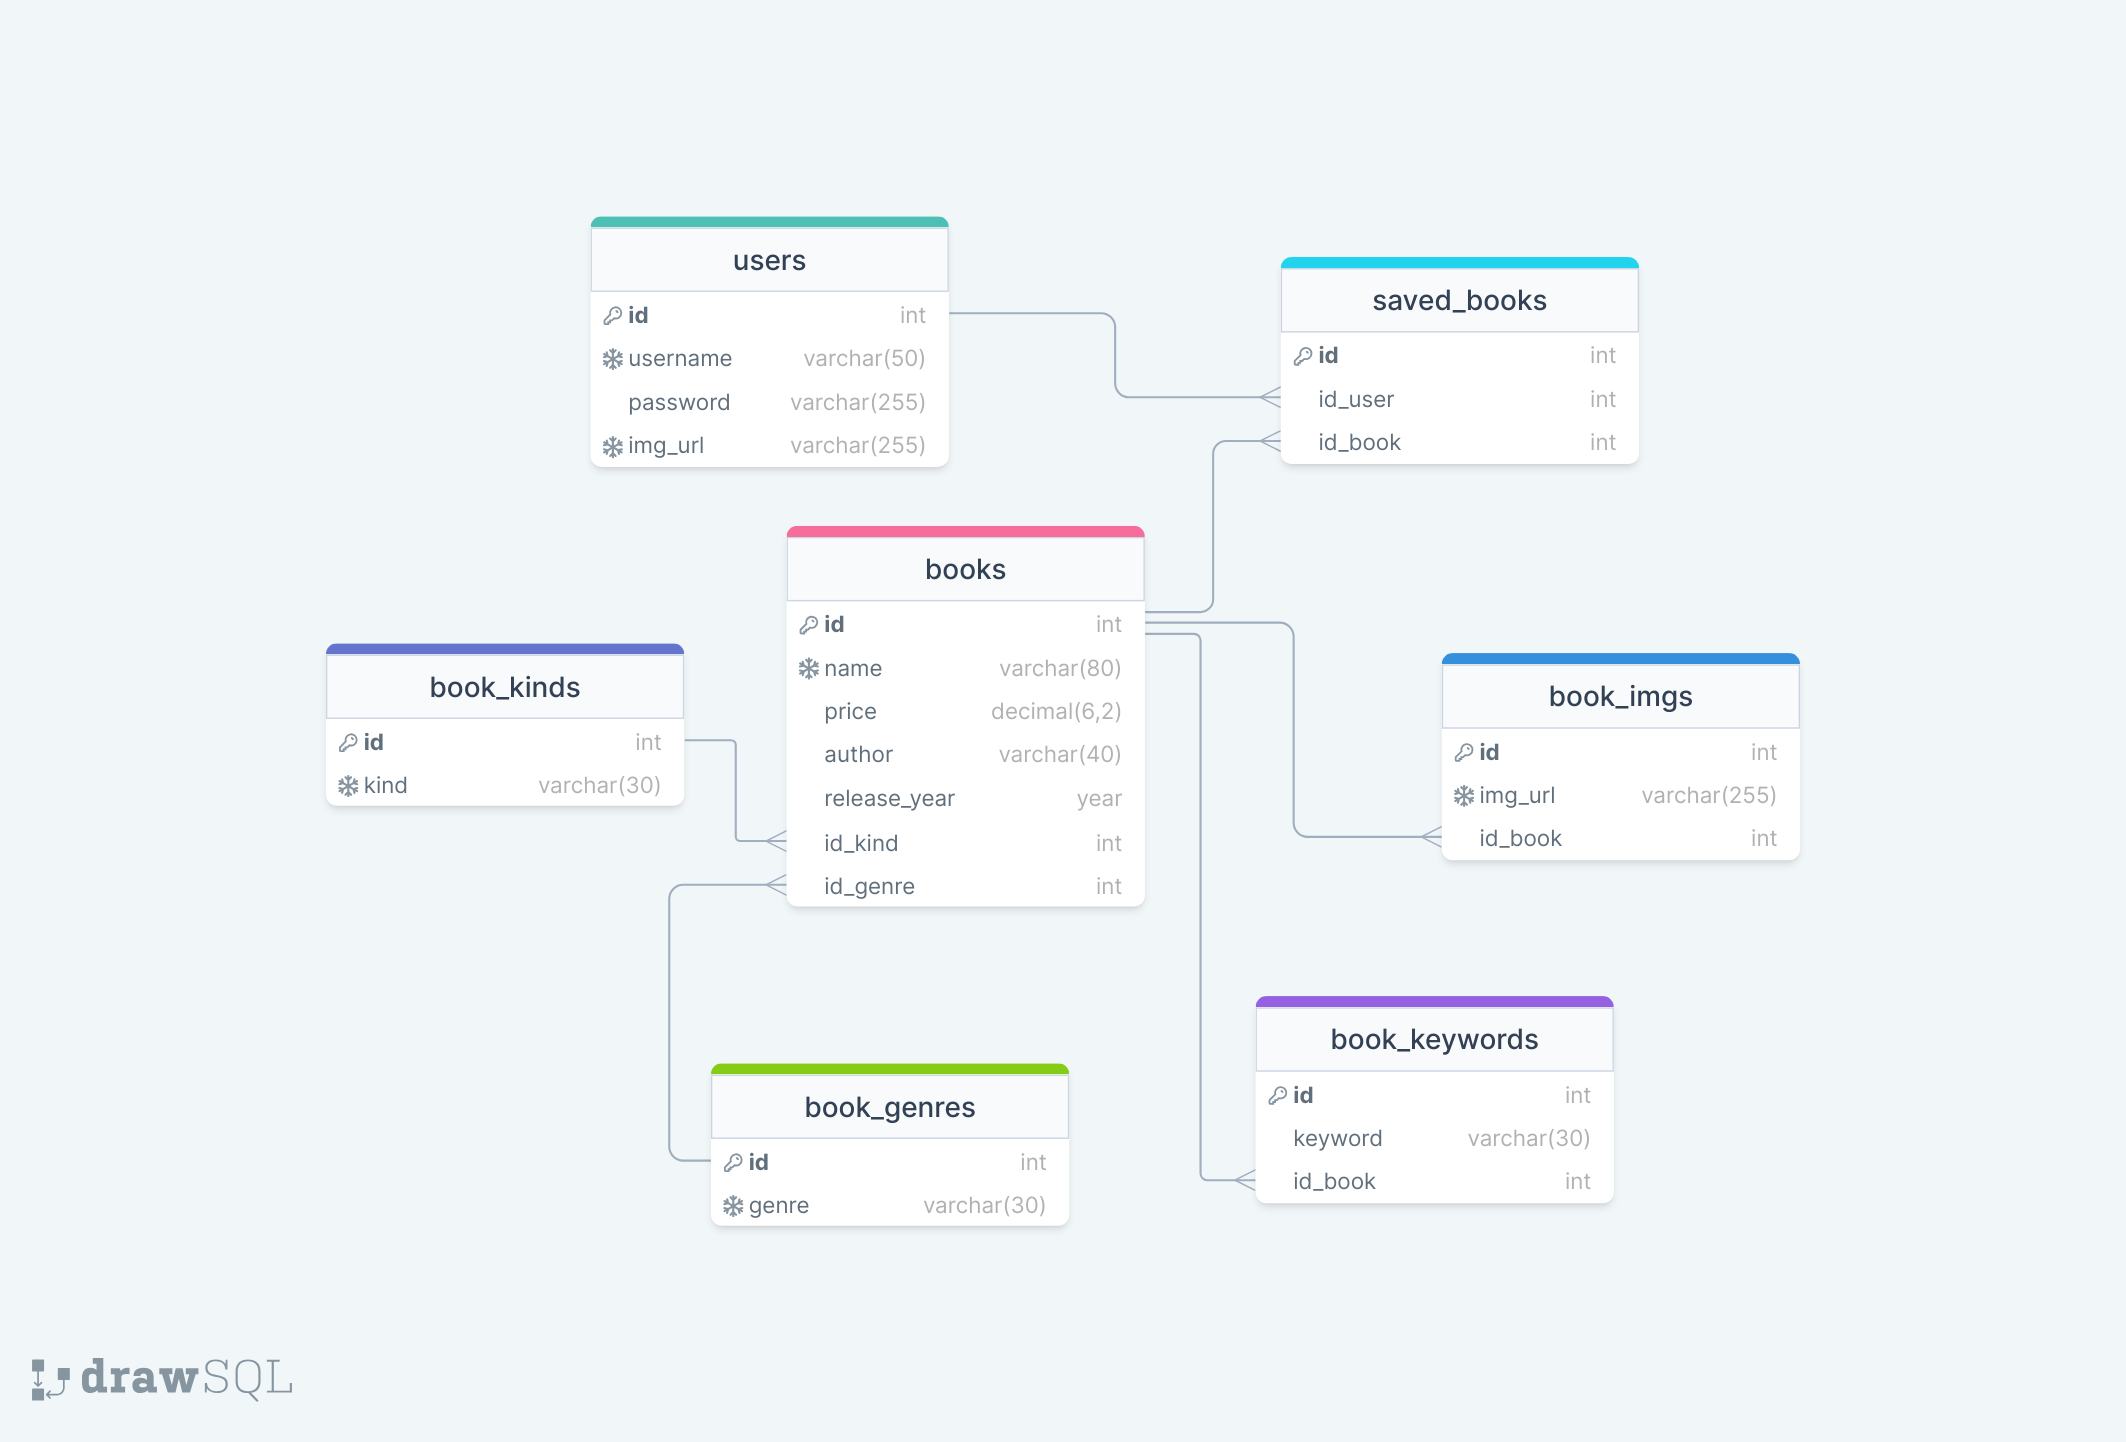 users
id int
username varchar(50)
password varchar(255)
img_url varchar(255)
saved_books
id int
id_user int
id_book int
books
id int
name varchar(80)
price decimal(6,2)
author varchar(40)
release_year year
id_kind int
id_genre int
book_kinds
id int
kind varchar(30)
book_imgs
id int
img_url varchar(255)
id_book int
book_keywords
id int
keyword varchar(30)
id_book int
book_genres
id int
genre varchar(30)
drawSQL